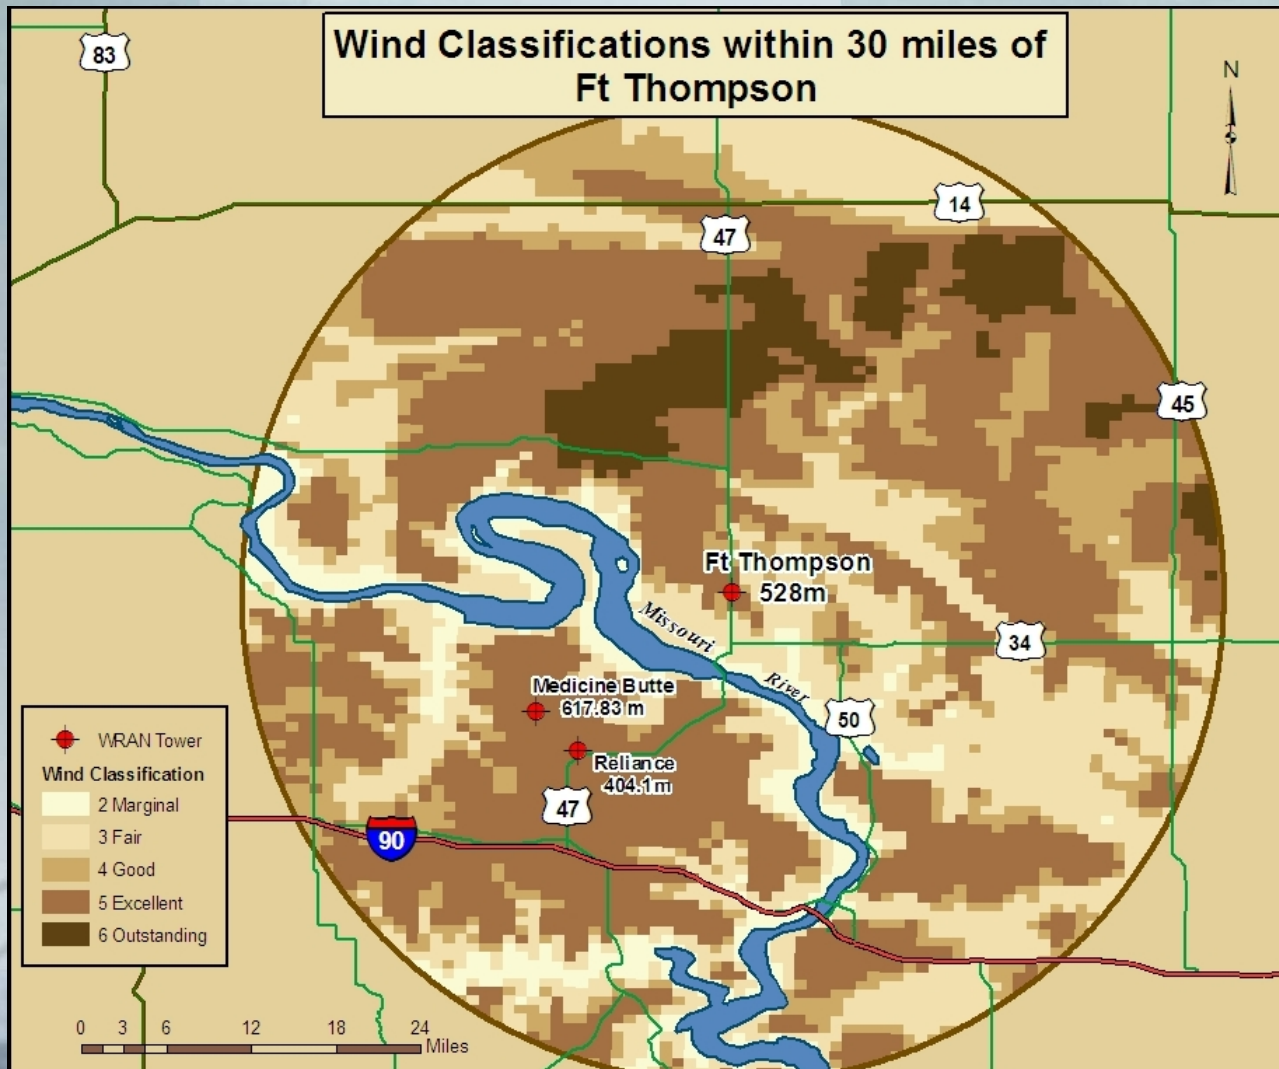 Wind Classifications within 30 miles of
Ft Thompson
83
N
14
47
45
Ft Thompson
528m
Missouri
River
34
Medicine Butte
617.83 m
50
Reliance
404.1m
47
90
WRAN Tower
Wind Classification
2 Marginal
3 Fair
4 Good
5 Excellent
6 Outstanding
0 3 6 12 18 24
Miles